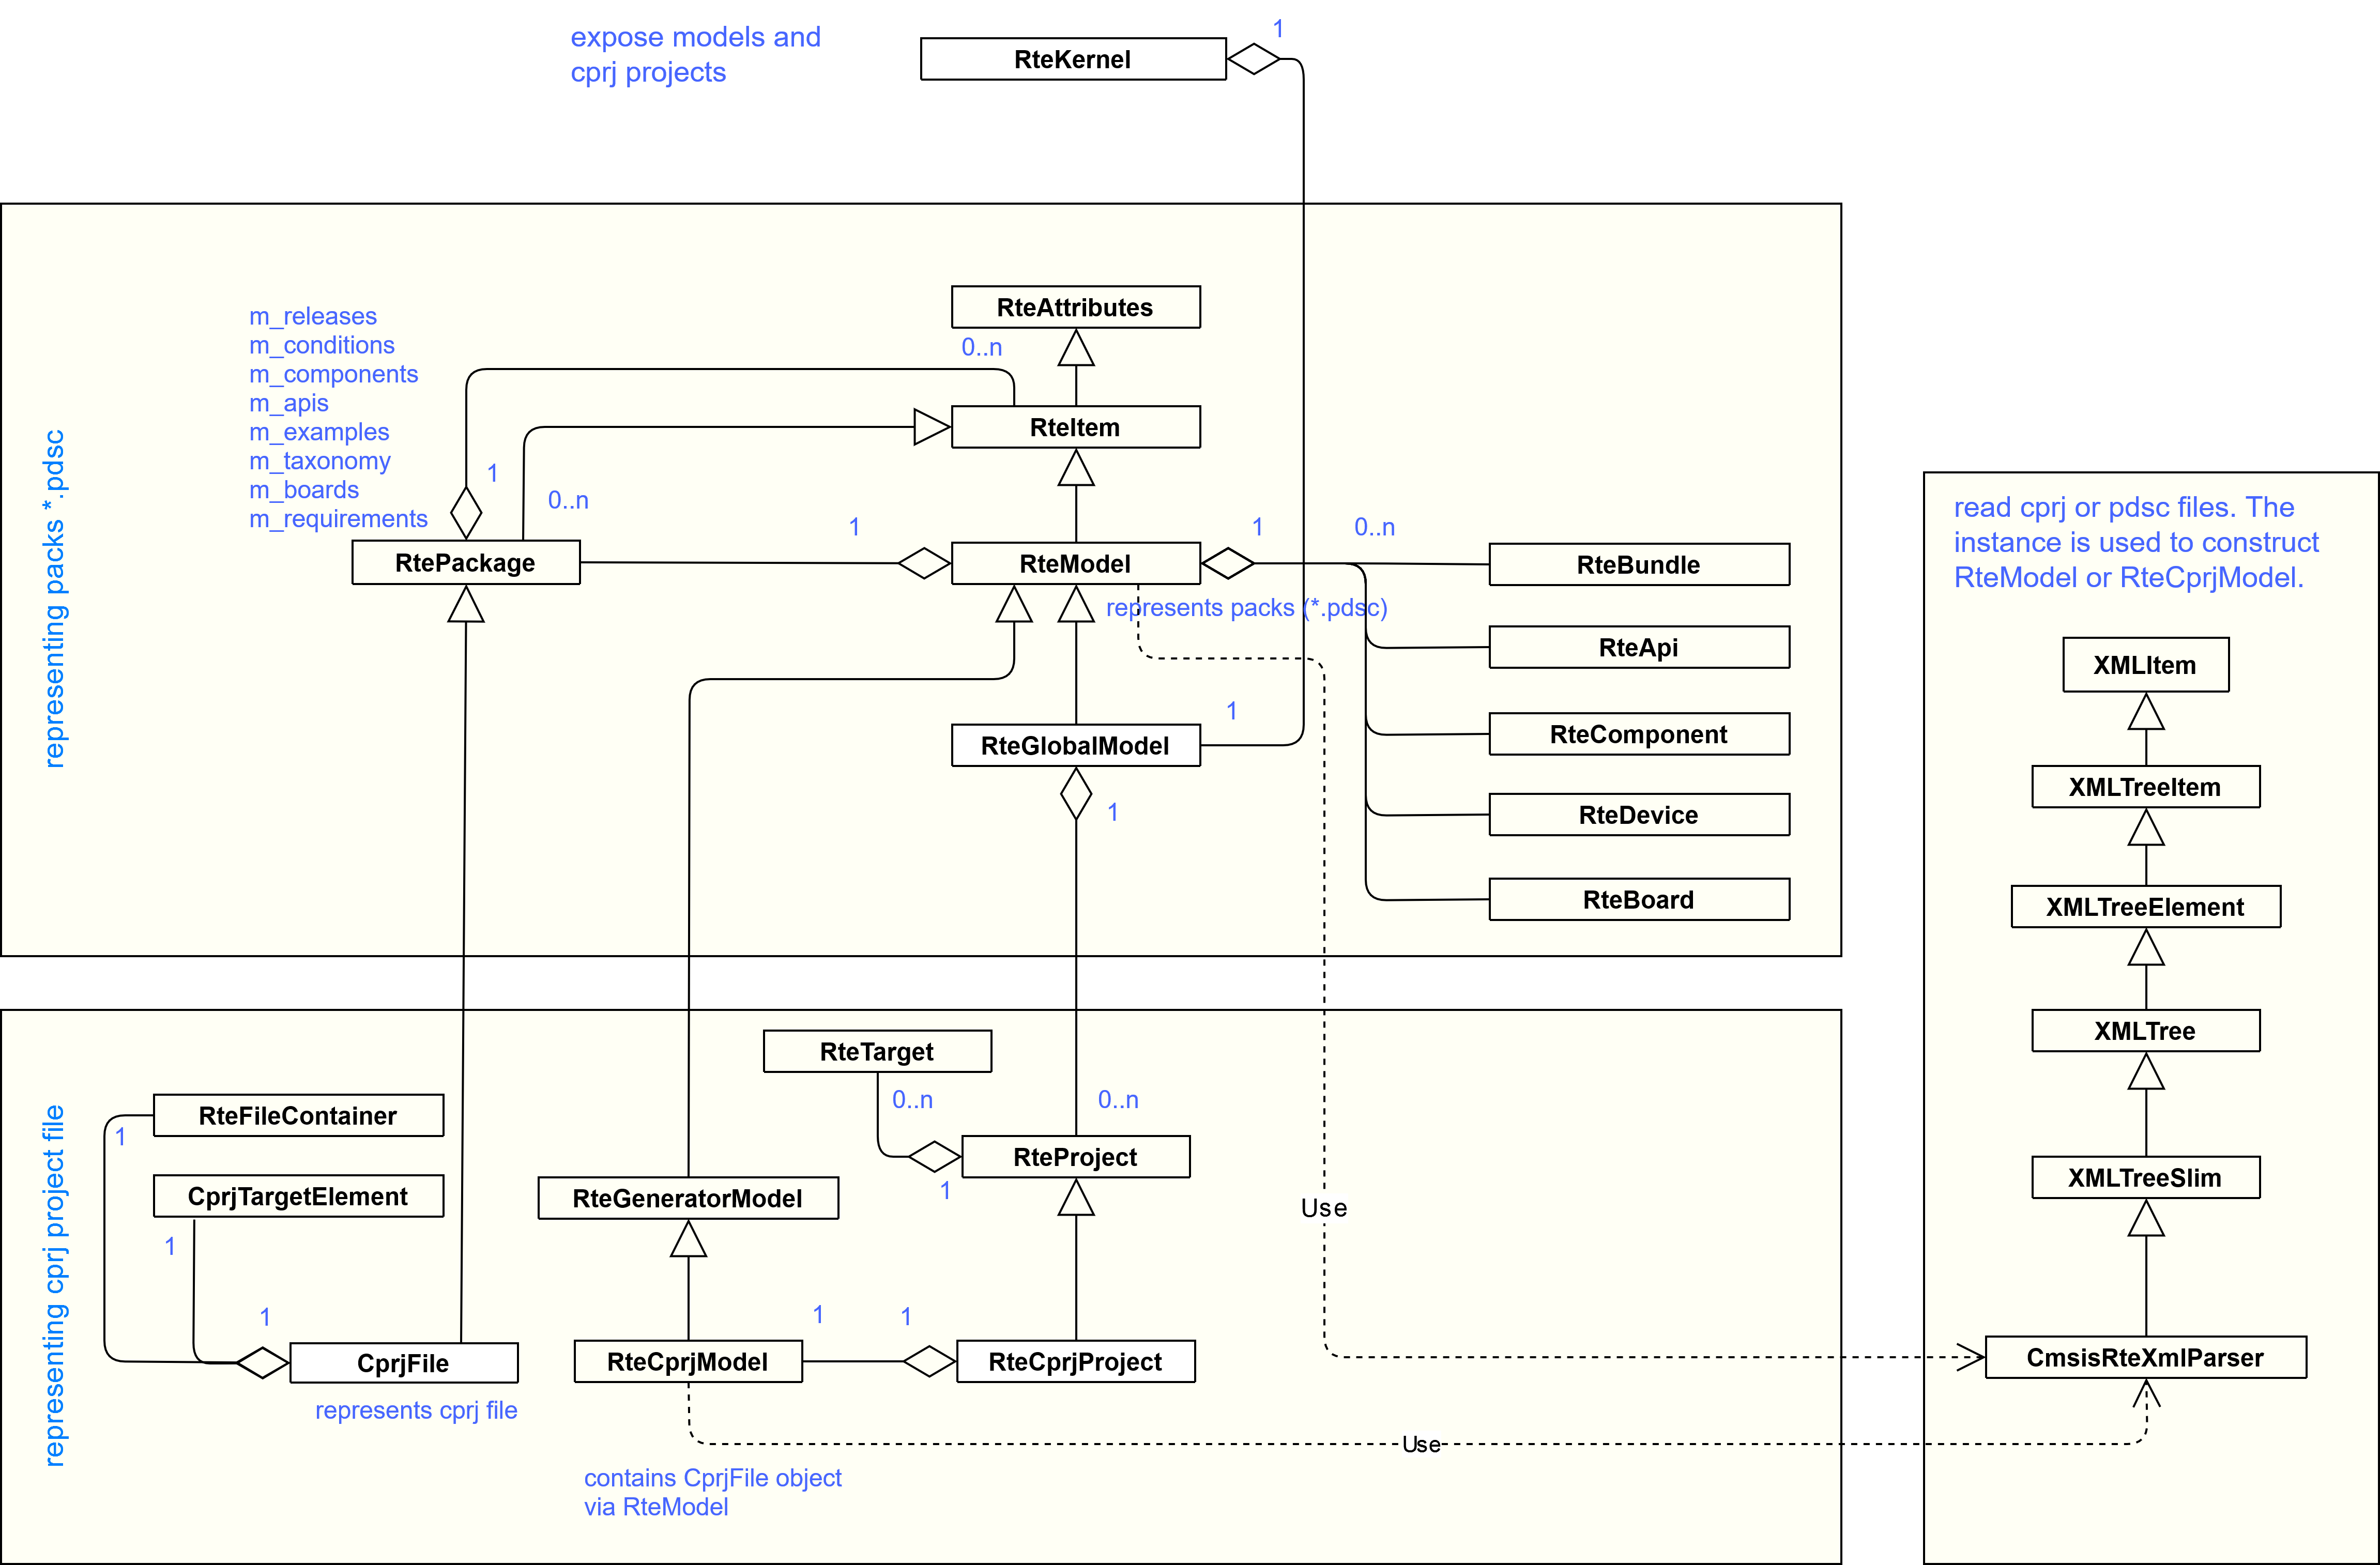 expose models and
cprj projects
RteKernel
1
representing packs *.pdsc
m_releases
m_conditions
m_components
m_apis
m_examples
m_taxonomy
m_boards
m_requirements
RteAttributes
0..n
RteItem
1
0..n
RtePackage
1
RteModel
1
0..n
represents packs (*.pdsc)
RteBundle
RteApi
RteComponent
RteDevice
RteBoard
RteGlobalModel
1
1
representing cprj project file
RteTarget
0..n
0..n
RteFileContainer
1
CprjTargetElement
1
1
CprjFile
represents cprj file
RteGeneratorModel
RteProject
1
RteCprjModel
1
1
RteCprjProject
contains CprjFile object
via RteModel
Use
Use
read cprj or pdsc files. The
instance is used to construct
RteModel or RteCprjModel.
XMLItem
XMLTreeItem
XMLTreeElement
XMLTree
XMLTreeSlim
CmsisRteXmlParser